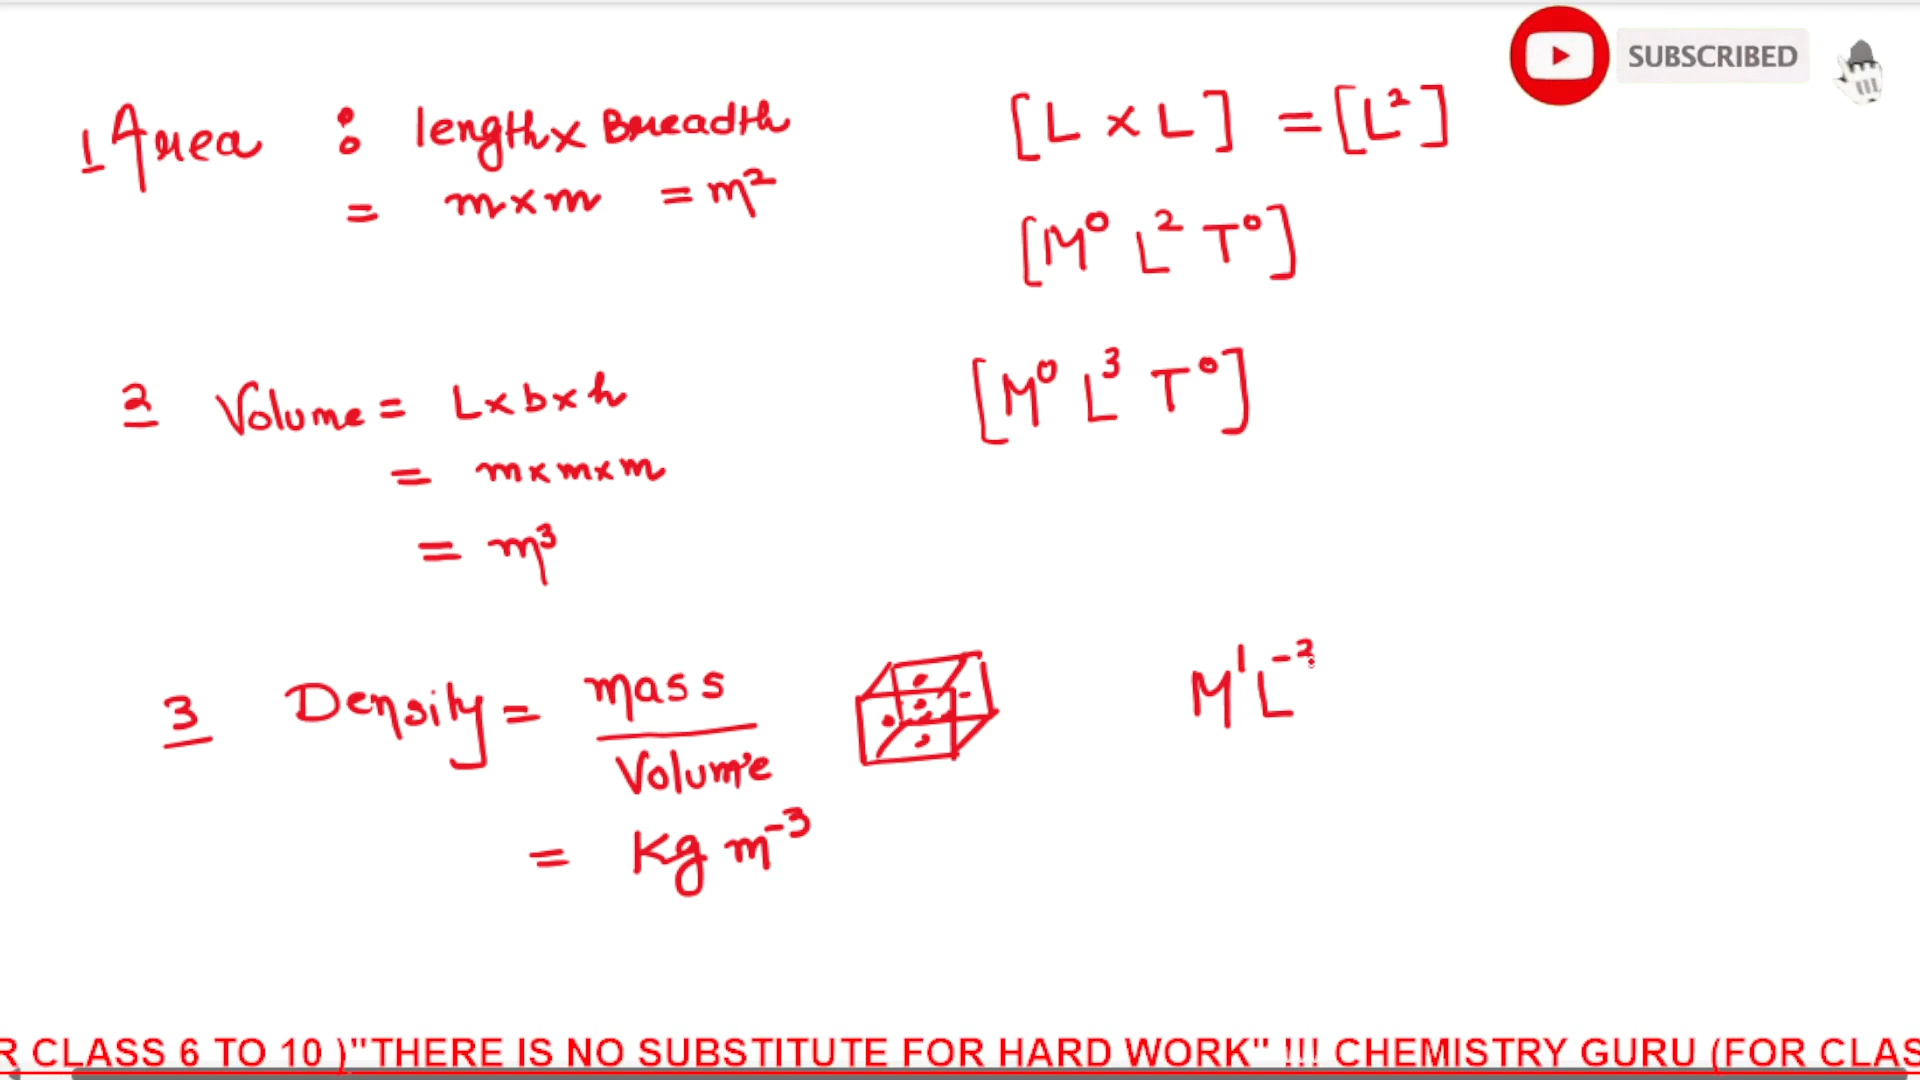 SUBSCRIBED
1 Area : length x Breadth
= m x m = m²
[L x L] = [L²]
[M⁰ L² T⁰]
2 Volume = L x b x h
= m x m x m
= m³
[M⁰ L³ T⁰]
3 Density = mass
Volume
= Kg m⁻³
M¹ L⁻
R CLASS 6 TO 10 )"THERE IS NO SUBSTITUTE FOR HARD WORK" !!! CHEMISTRY GURU (FOR CLAS